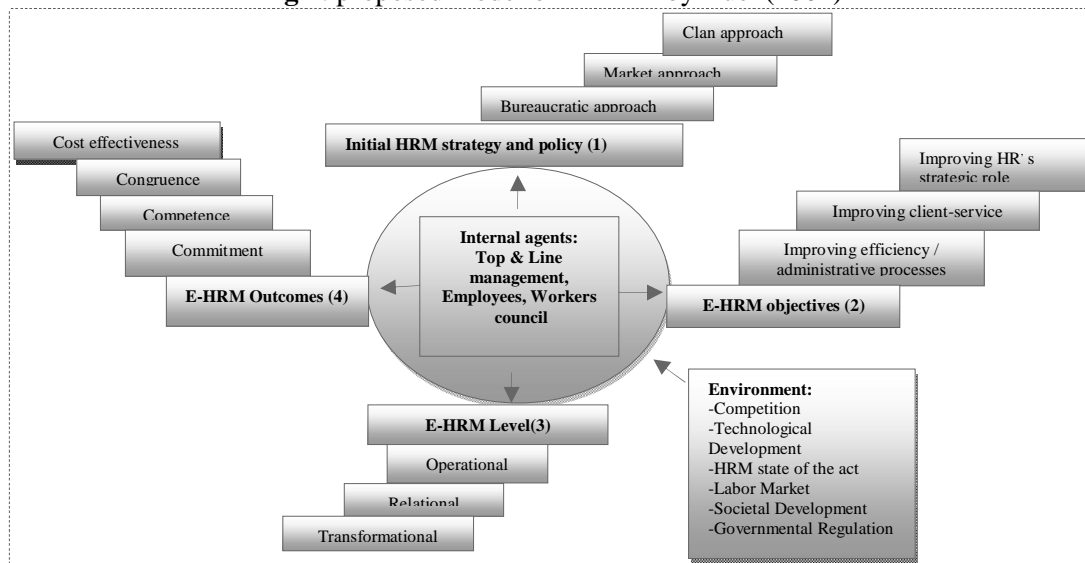 Clan approach
Market approach
Bureaucratic approach
Initial HRM strategy and policy (1)
Cost effectiveness
Congruence
Competence
Commitment
E-HRM Outcomes (4)
Internal agents:
Top & Line
management,
Employees, Workers
council
Improving HR`s
strategic role
Improving client-service
Improving efficiency /
administrative processes
E-HRM objectives (2)
E-HRM Level(3)
Operational
Relational
Transformational
Environment:
-Competition
-Technological
Development
-HRM state of the act
-Labor Market
-Societal Development
-Governmental Regulation